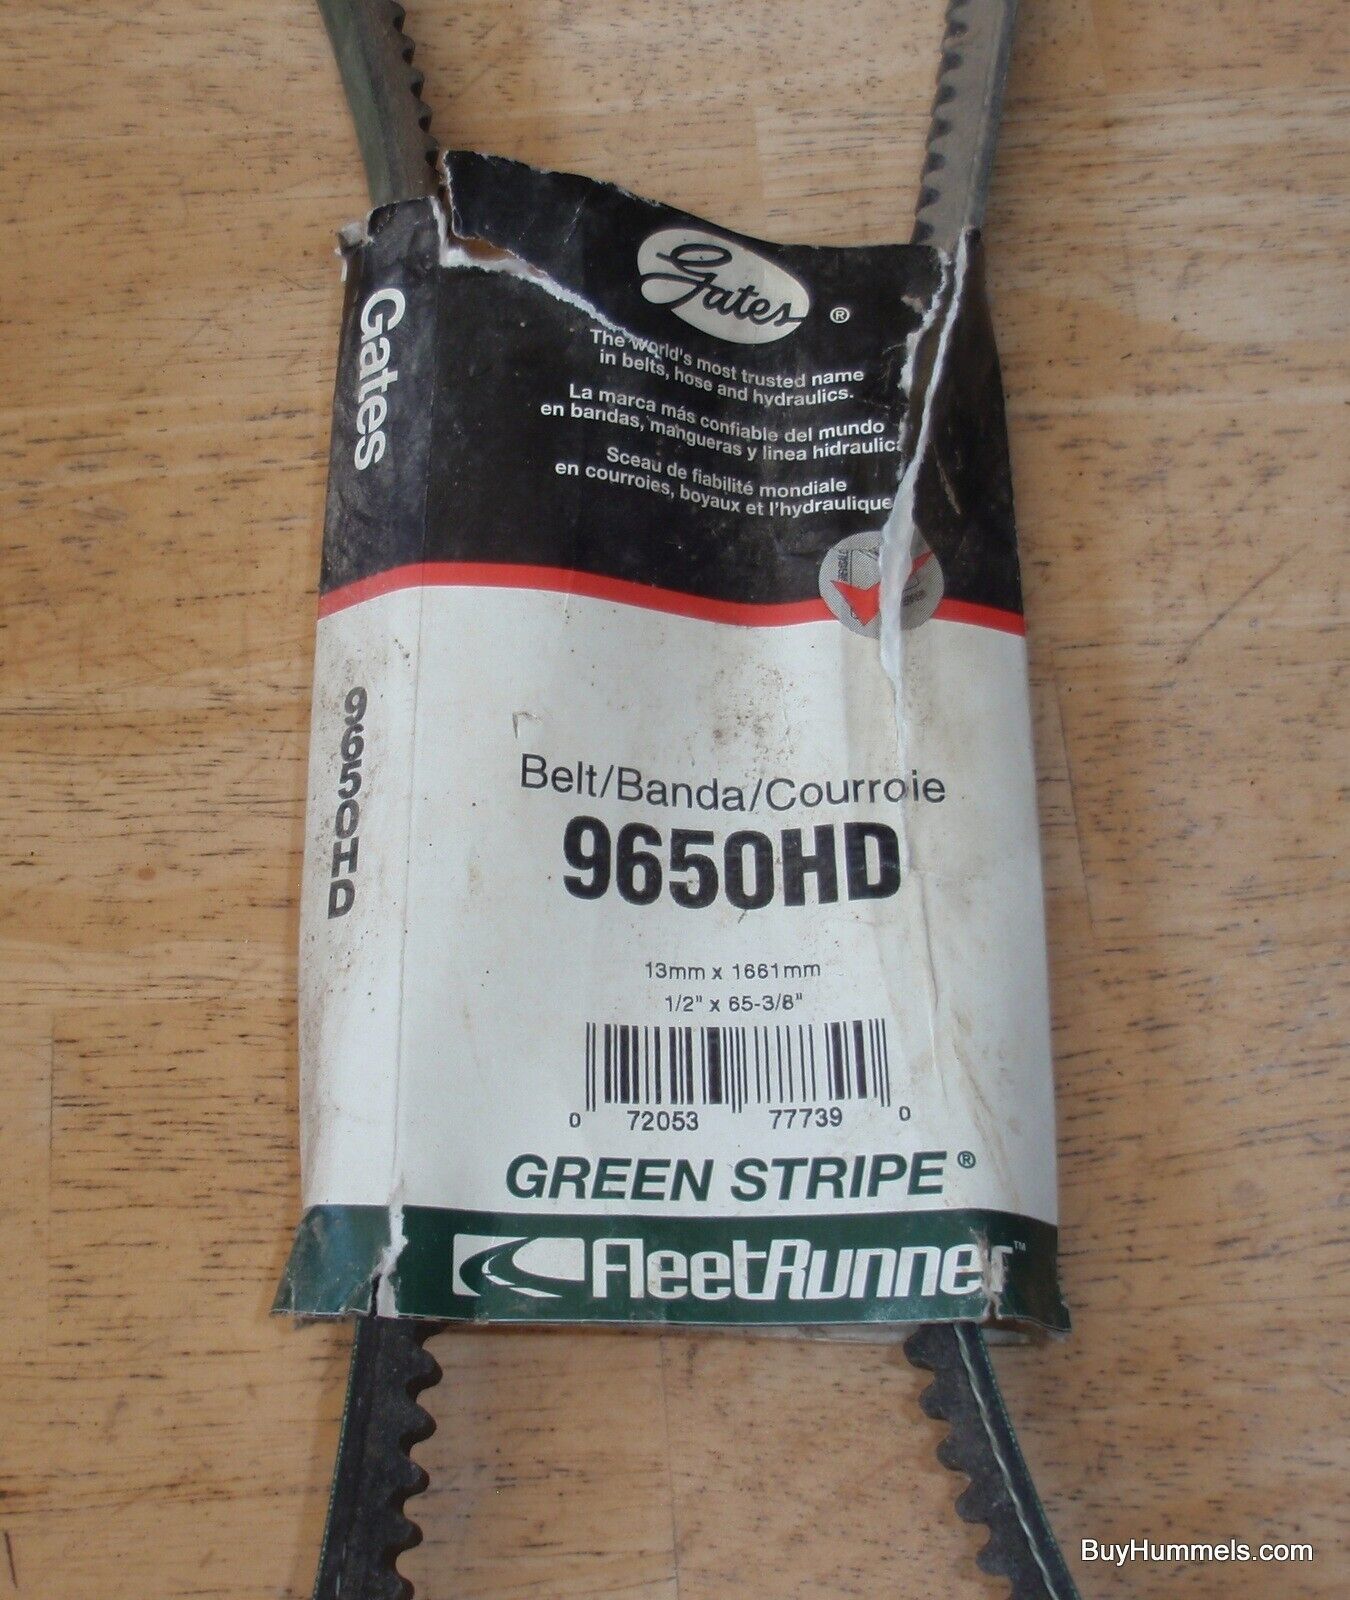 Gates ®
The world's most trusted name
in belts, hose and hydraulics.
La marca más confiable del mundo
en bandas, mangueras y linea hidraulica
Sceau de fiabilité mondiale
en courroies, boyaux et l'hydraulique
Gates
9650HD
Belt/Banda/Courroie
9650HD
13mm x 1661mm
1/2" x 65-3/8"
0 72053 77739 0
GREEN STRIPE®
FleetRunner™
BuyHummels.com